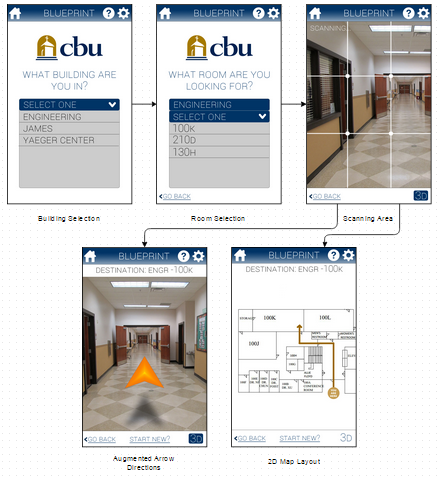 BLUEPRINT
cbu
WHAT BUILDING ARE
YOU IN?
SELECT ONE
ENGINEERING
JAMES
YAEGER CENTER
Building Selection
BLUEPRINT
cbu
WHAT ROOM ARE YOU
LOOKING FOR?
ENGINEERING
SELECT ONE
100K
210D
130H
GO BACK
Room Selection
BLUEPRINT
SCANNING
GO BACK
3D
Scanning Area
BLUEPRINT
DESTINATION: ENGR -100K
GO BACK
START NEW?
3D
Augmented Arrow
Directions
BLUEPRINT
DESTINATION: ENGR -100K
STORAGE
100K
100L
100J
GO BACK
START NEW?
3D
2D Map Layout